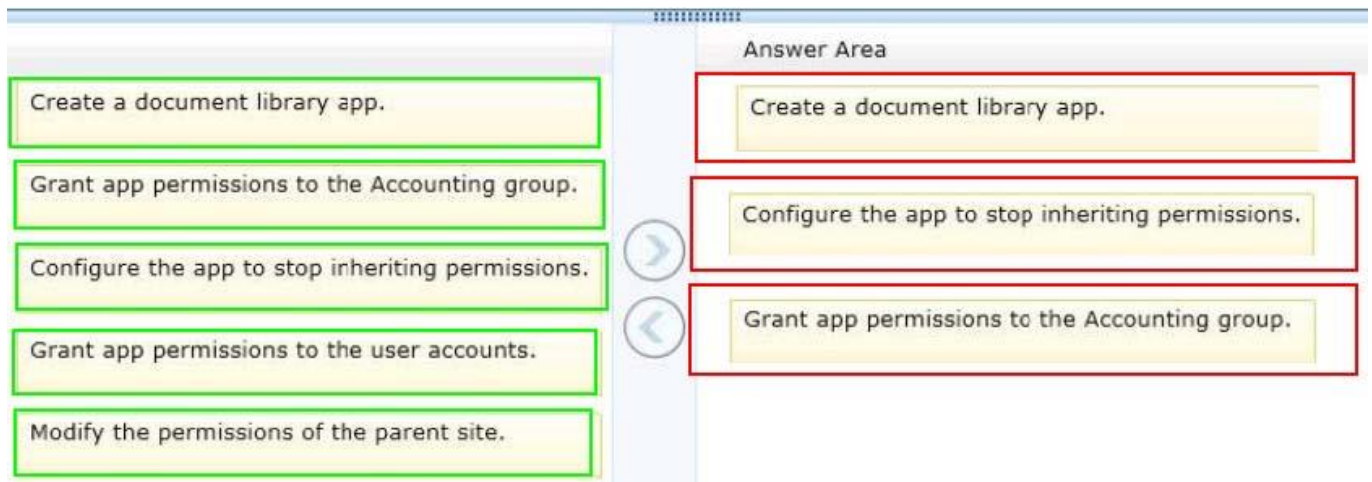 Answer Area
Create a document library app.
Grant app permissions to the Accounting group.
Configure the app to stop inheriting permissions.
Grant app permissions to the user accounts.
Modify the permissions of the parent site.
Create a document library app.
Configure the app to stop inheriting permissions.
Grant app permissions to the Accounting group.